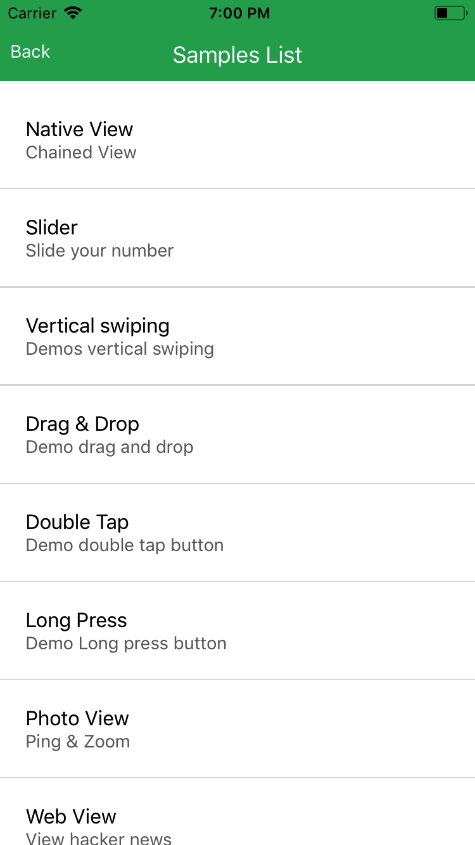 Carrier 7:00 PM
Back Samples List
Native View
Chained View
Slider
Slide your number
Vertical swiping
Demos vertical swiping
Drag & Drop
Demo drag and drop
Double Tap
Demo double tap button
Long Press
Demo Long press button
Photo View
Ping & Zoom
Web View
View hacker news